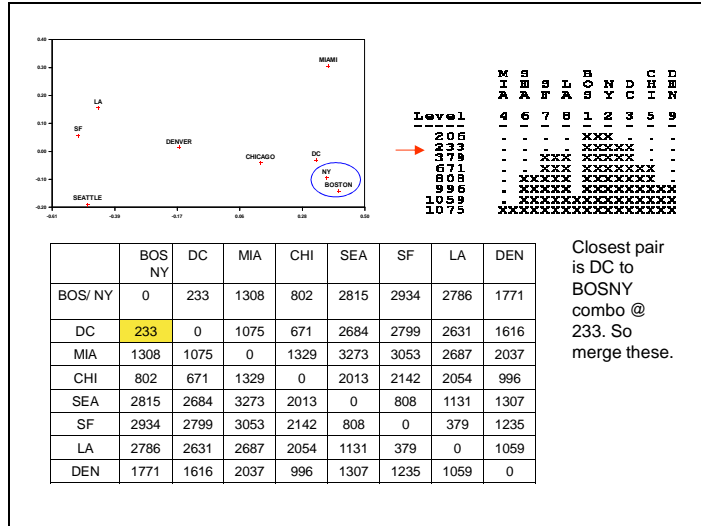 0.40
MIAMI
0.30
0.20
LA
0.10
SF
DENVER
0.00
DC
CHICAGO
NY
-0.10
BOSTON
SEATTLE
-0.20
-0.61 -0.39 -0.17 0.06 0.28 0.50
M S B C D
I E S L O N D H E
A A F A S Y C I N
Level 4 6 7 8 1 2 3 5 9
----- - - - - - - - - -
206 . . . . XXX . . .
233 . . . . XXXXX . .
379 . . XXX XXXXX . .
671 . . XXX XXXXXXX .
808 . XXXXX XXXXXXX .
996 . XXXXX XXXXXXXXX
1059 . XXXXXXXXXXXXXXX
1075 XXXXXXXXXXXXXXXXX
BOS DC MIA CHI SEA SF LA DEN
NY
BOS/ NY 0 233 1308 802 2815 2934 2786 1771
DC 233 0 1075 671 2684 2799 2631 1616
MIA 1308 1075 0 1329 3273 3053 2687 2037
CHI 802 671 1329 0 2013 2142 2054 996
SEA 2815 2684 3273 2013 0 808 1131 1307
SF 2934 2799 3053 2142 808 0 379 1235
LA 2786 2631 2687 2054 1131 379 0 1059
DEN 1771 1616 2037 996 1307 1235 1059 0
Closest pair
is DC to
BOSNY
combo @
233. So
merge these.